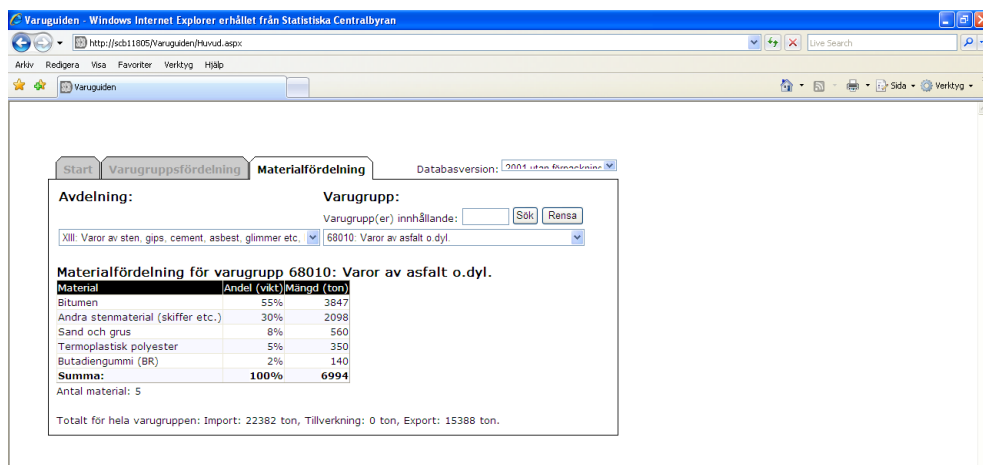 Varuguiden - Windows Internet Explorer erhållet från Statistiska Centralbyran
http://scb11805/Varuguiden/Huvud.aspx
Live Search
Arkiv Redigera Visa Favoriter Verktyg Hjälp
Varuguiden
Sida Verktyg
Start Varugruppsfördelning Materialfördelning Databasversion: 2001 utan
Avdelning: Varugrupp:
Varugrupp(er) innhållande: Sök Rensa
XIII: Varor av sten, gips, cement, asbest, glimmer etc, 68010: Varor av asfalt o.dyl.
Materialfördelning för varugrupp 68010: Varor av asfalt o.dyl.
Material Andel (vikt) Mängd (ton)
Bitumen 55% 3847
Andra stenmaterial (skiffer etc.) 30% 2098
Sand och grus 8% 560
Termoplastisk polyester 5% 350
Butadiengummi (BR) 2% 140
Summa: 100% 6994
Antal material: 5
Totalt för hela varugruppen: Import: 22382 ton, Tillverkning: 0 ton, Export: 15388 ton.